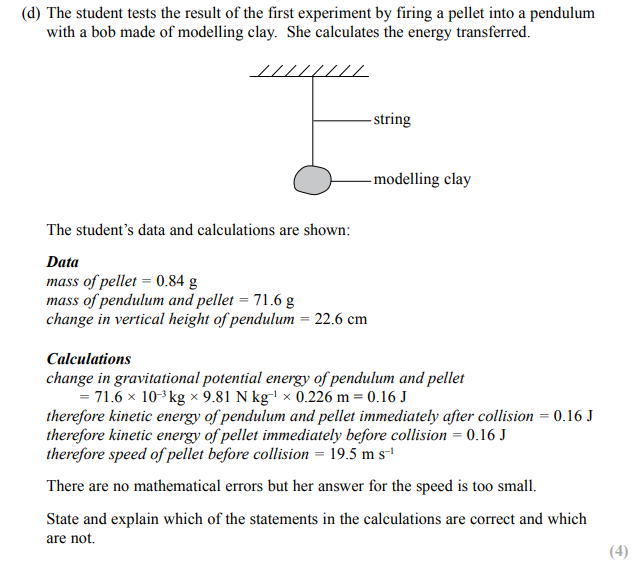 (d) The student tests the result of the first experiment by firing a pellet into a pendulum
with a bob made of modelling clay. She calculates the energy transferred.
string
modelling clay
The student's data and calculations are shown:
Data
mass of pellet = 0.84 g
mass of pendulum and pellet = 71.6 g
change in vertical height of pendulum = 22.6 cm
Calculations
change in gravitational potential energy of pendulum and pellet
= 71.6 × 10⁻³ kg × 9.81 N kg⁻¹ × 0.226 m = 0.16 J
therefore kinetic energy of pendulum and pellet immediately after collision = 0.16 J
therefore kinetic energy of pellet immediately before collision = 0.16 J
therefore speed of pellet before collision = 19.5 m s⁻¹
There are no mathematical errors but her answer for the speed is too small.
State and explain which of the statements in the calculations are correct and which
are not.
(4)